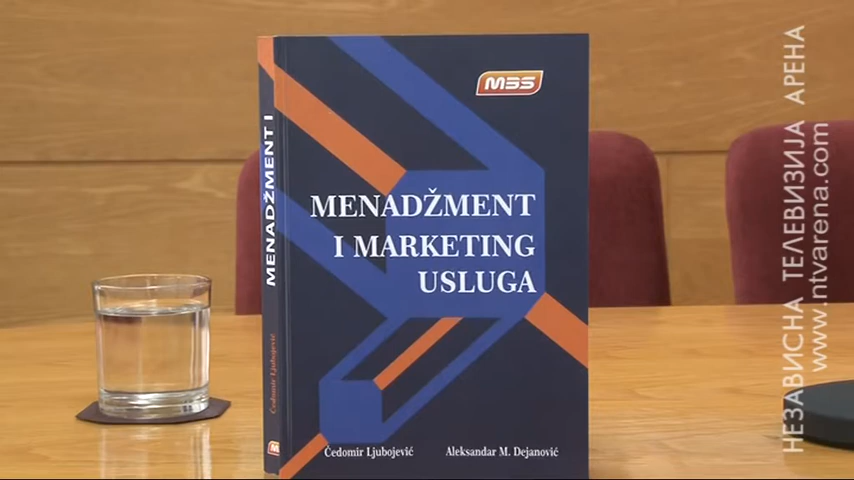 MBS
MENADŽMENT
I MARKETING
USLUGA
Čedomir Ljubojević
Aleksandar M. Dejanović
MENADŽMENT I
Čedomir Ljubojević
НЕЗАВИСНА ТЕЛЕВИЗИЈА АРЕНА
www.ntvarena.com